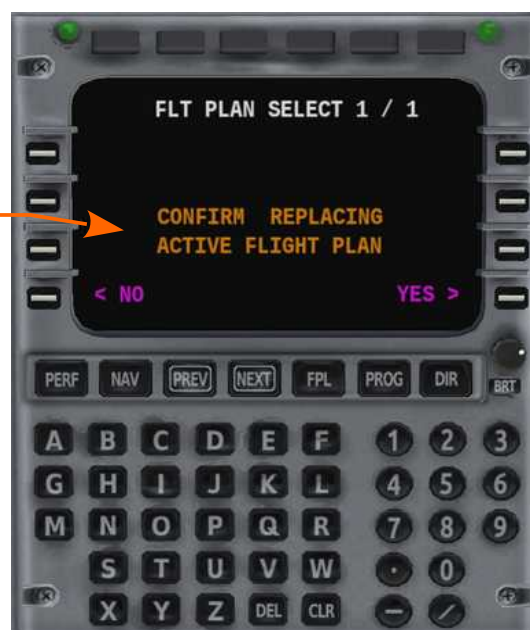 FLT PLAN SELECT 1 / 1
CONFIRM REPLACING
ACTIVE FLIGHT PLAN
< NO YES >
PERF NAV PREV NEXT FPL PROG DIR BRT
A B C D E F 1 2 3
G H I J K L 4 5 6
M N O P Q R 7 8 9
S T U V W · 0
X Y Z DEL CLR - /